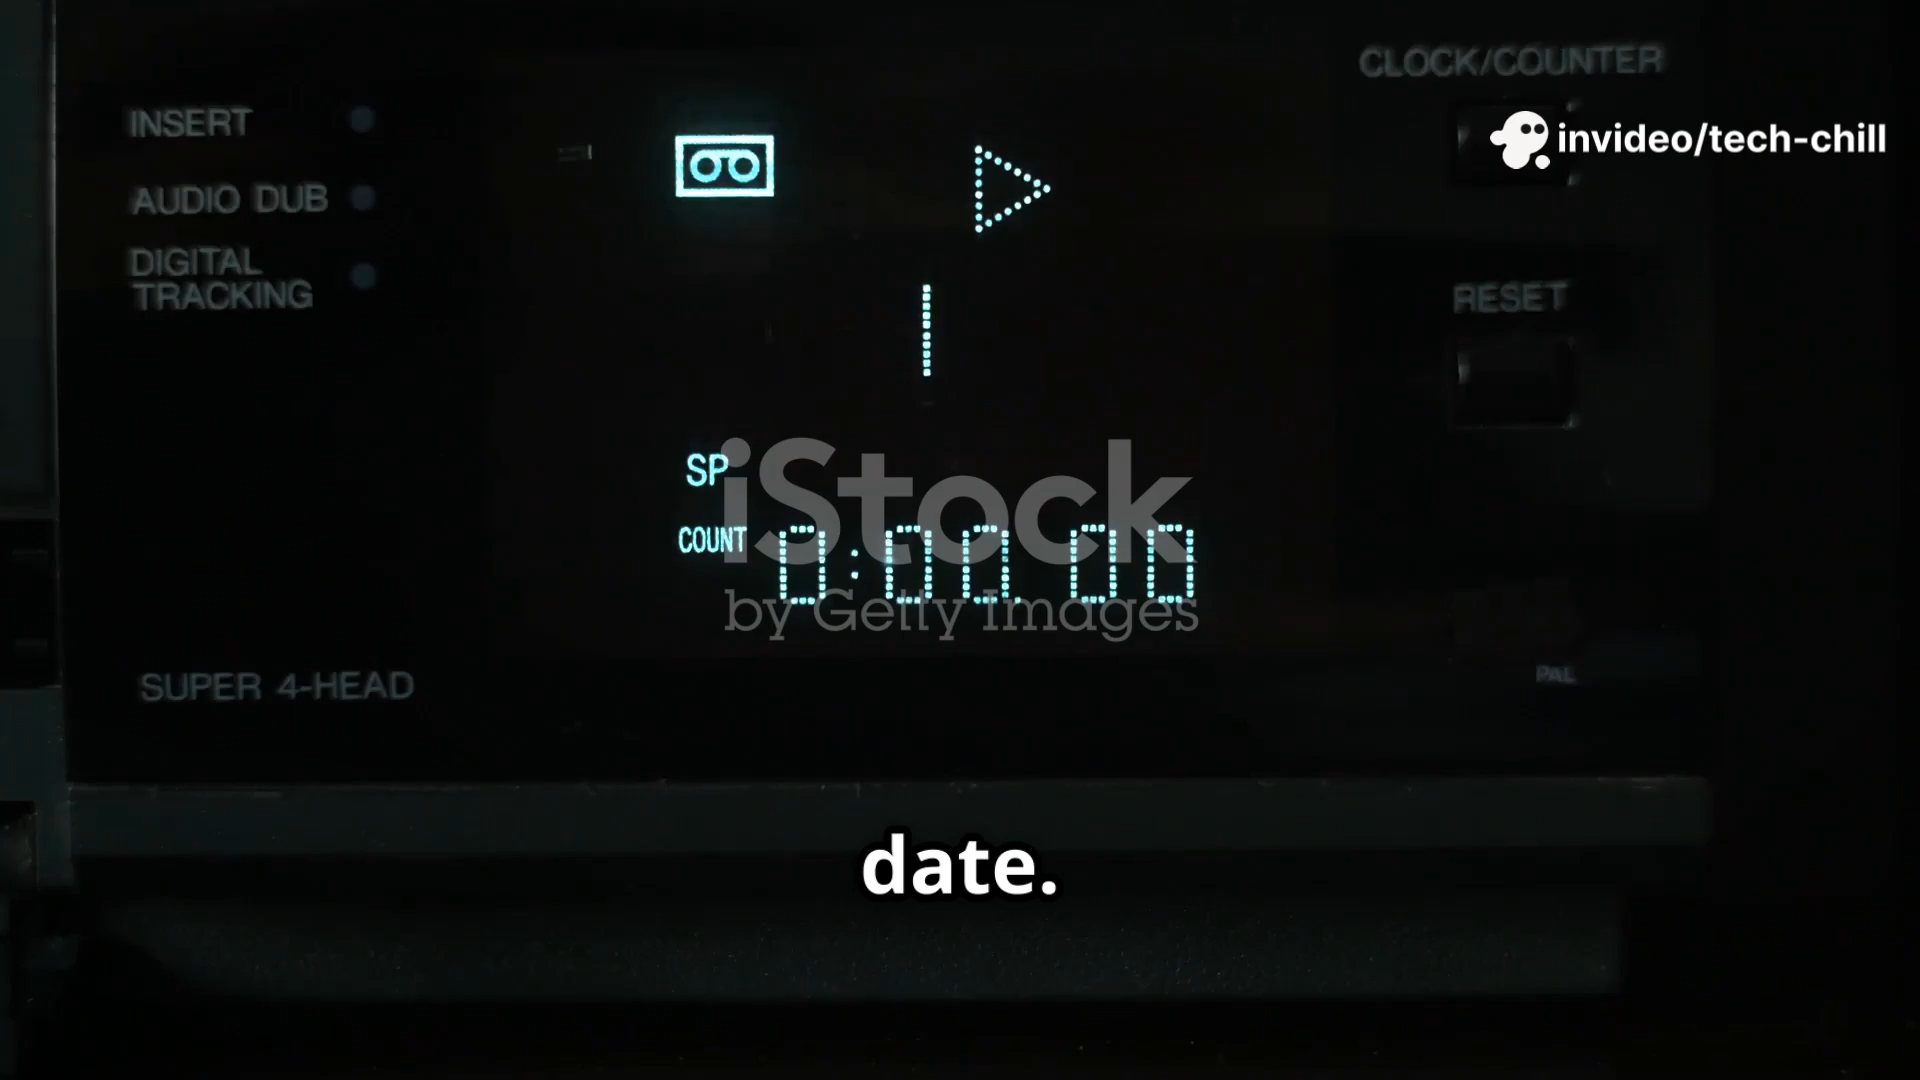 CLOCK/COUNTER
INSERT
invideo/tech-chill
AUDIO DUB
DIGITAL
TRACKING
RESET
SP
iStock
COUNT 0:00.00
by Getty Images
SUPER 4-HEAD
PAL
date.